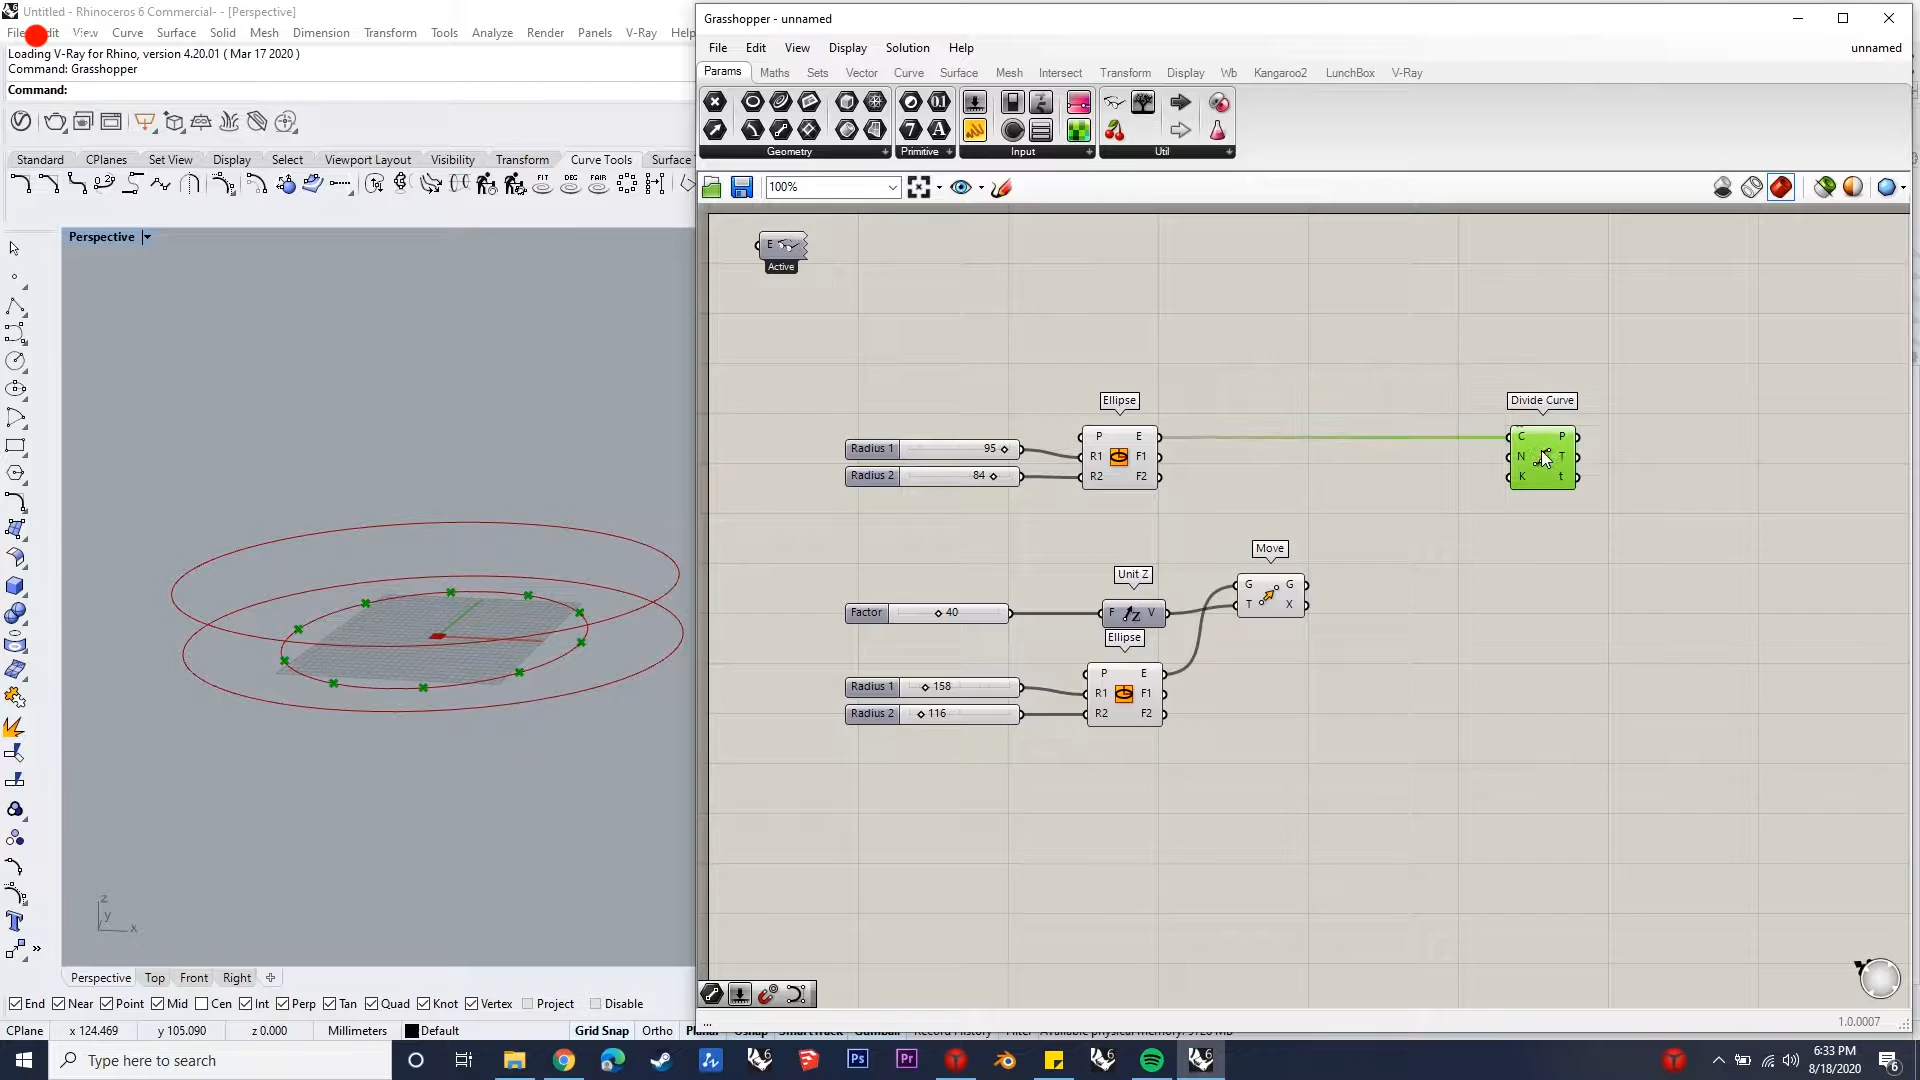 Untitled - Rhinoceros 6 Commercial- - [Perspective]
View Curve Surface Solid Mesh Dimension Transform Tools Analyze Render Panels V-Ray Help
Loading V-Ray for Rhino, version 4.20.01 ( Mar 17 2020 )
Command: Grasshopper
Command:
Standard CPlanes Set View Display Select Viewport Layout Visibility Transform Curve Tools Surface
FIT DEG FAIR
Perspective
z
y
x
Perspective Top Front Right
End Near Point Mid Cen Int Perp Tan Quad Knot Vertex Project Disable
CPlane x 124.469 y 105.090 z 0.000 Millimeters Default Grid Snap Ortho
Grasshopper - unnamed
File Edit View Display Solution Help unnamed
Params Maths Sets Vector Curve Surface Mesh Intersect Transform Display Wb Kangaroo2 LunchBox V-Ray
Geometry Primitive Input Util
100%
E
Active
Ellipse
Radius 1 95
Radius 2 84
P E
R1 F1
R2 F2
Divide Curve
C P
N T
K t
Move
G G
T X
Unit Z
Factor 40
F Z V
Ellipse
Radius 1 158
Radius 2 116
P E
R1 F1
R2 F2
...
1.0.0007
Type here to search
6:33 PM
8/18/2020
6
Ps
Pr